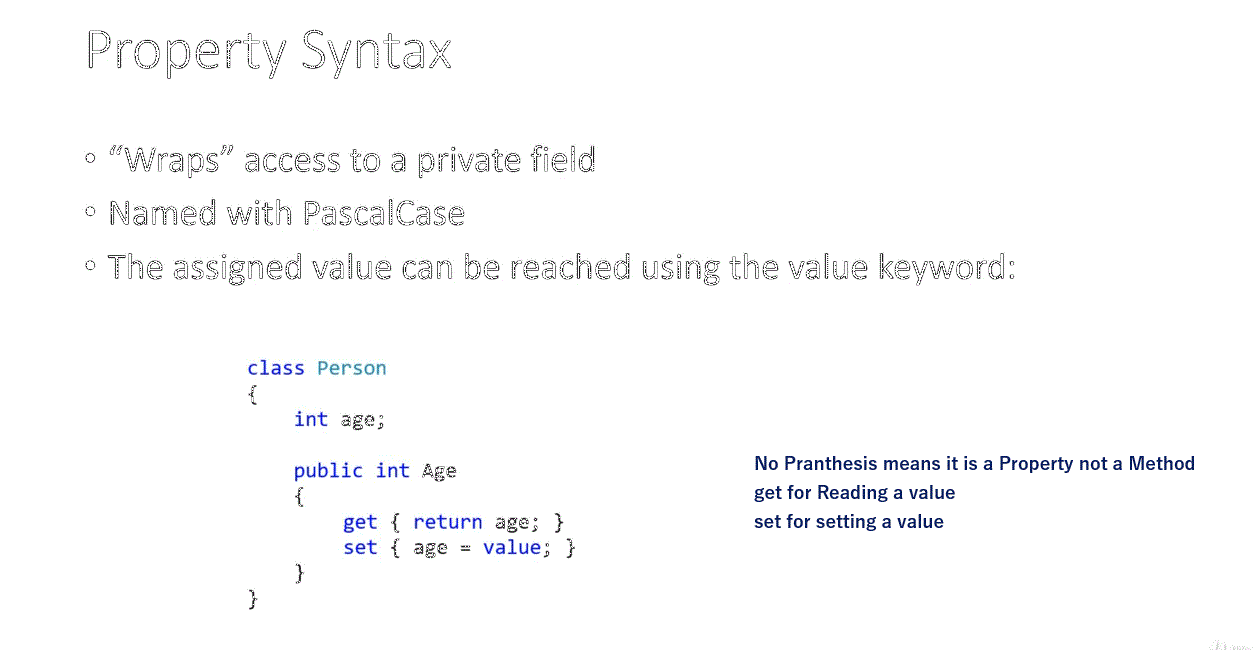 Property Syntax
• “Wraps” access to a private field
• Named with PascalCase
• The assigned value can be reached using the value keyword:
class Person
{
    int age;
    public int Age
    {
        get { return age; }
        set { age = value; }
    }
}
No Pranthesis means it is a Property not a Method
get for Reading a value
set for setting a value